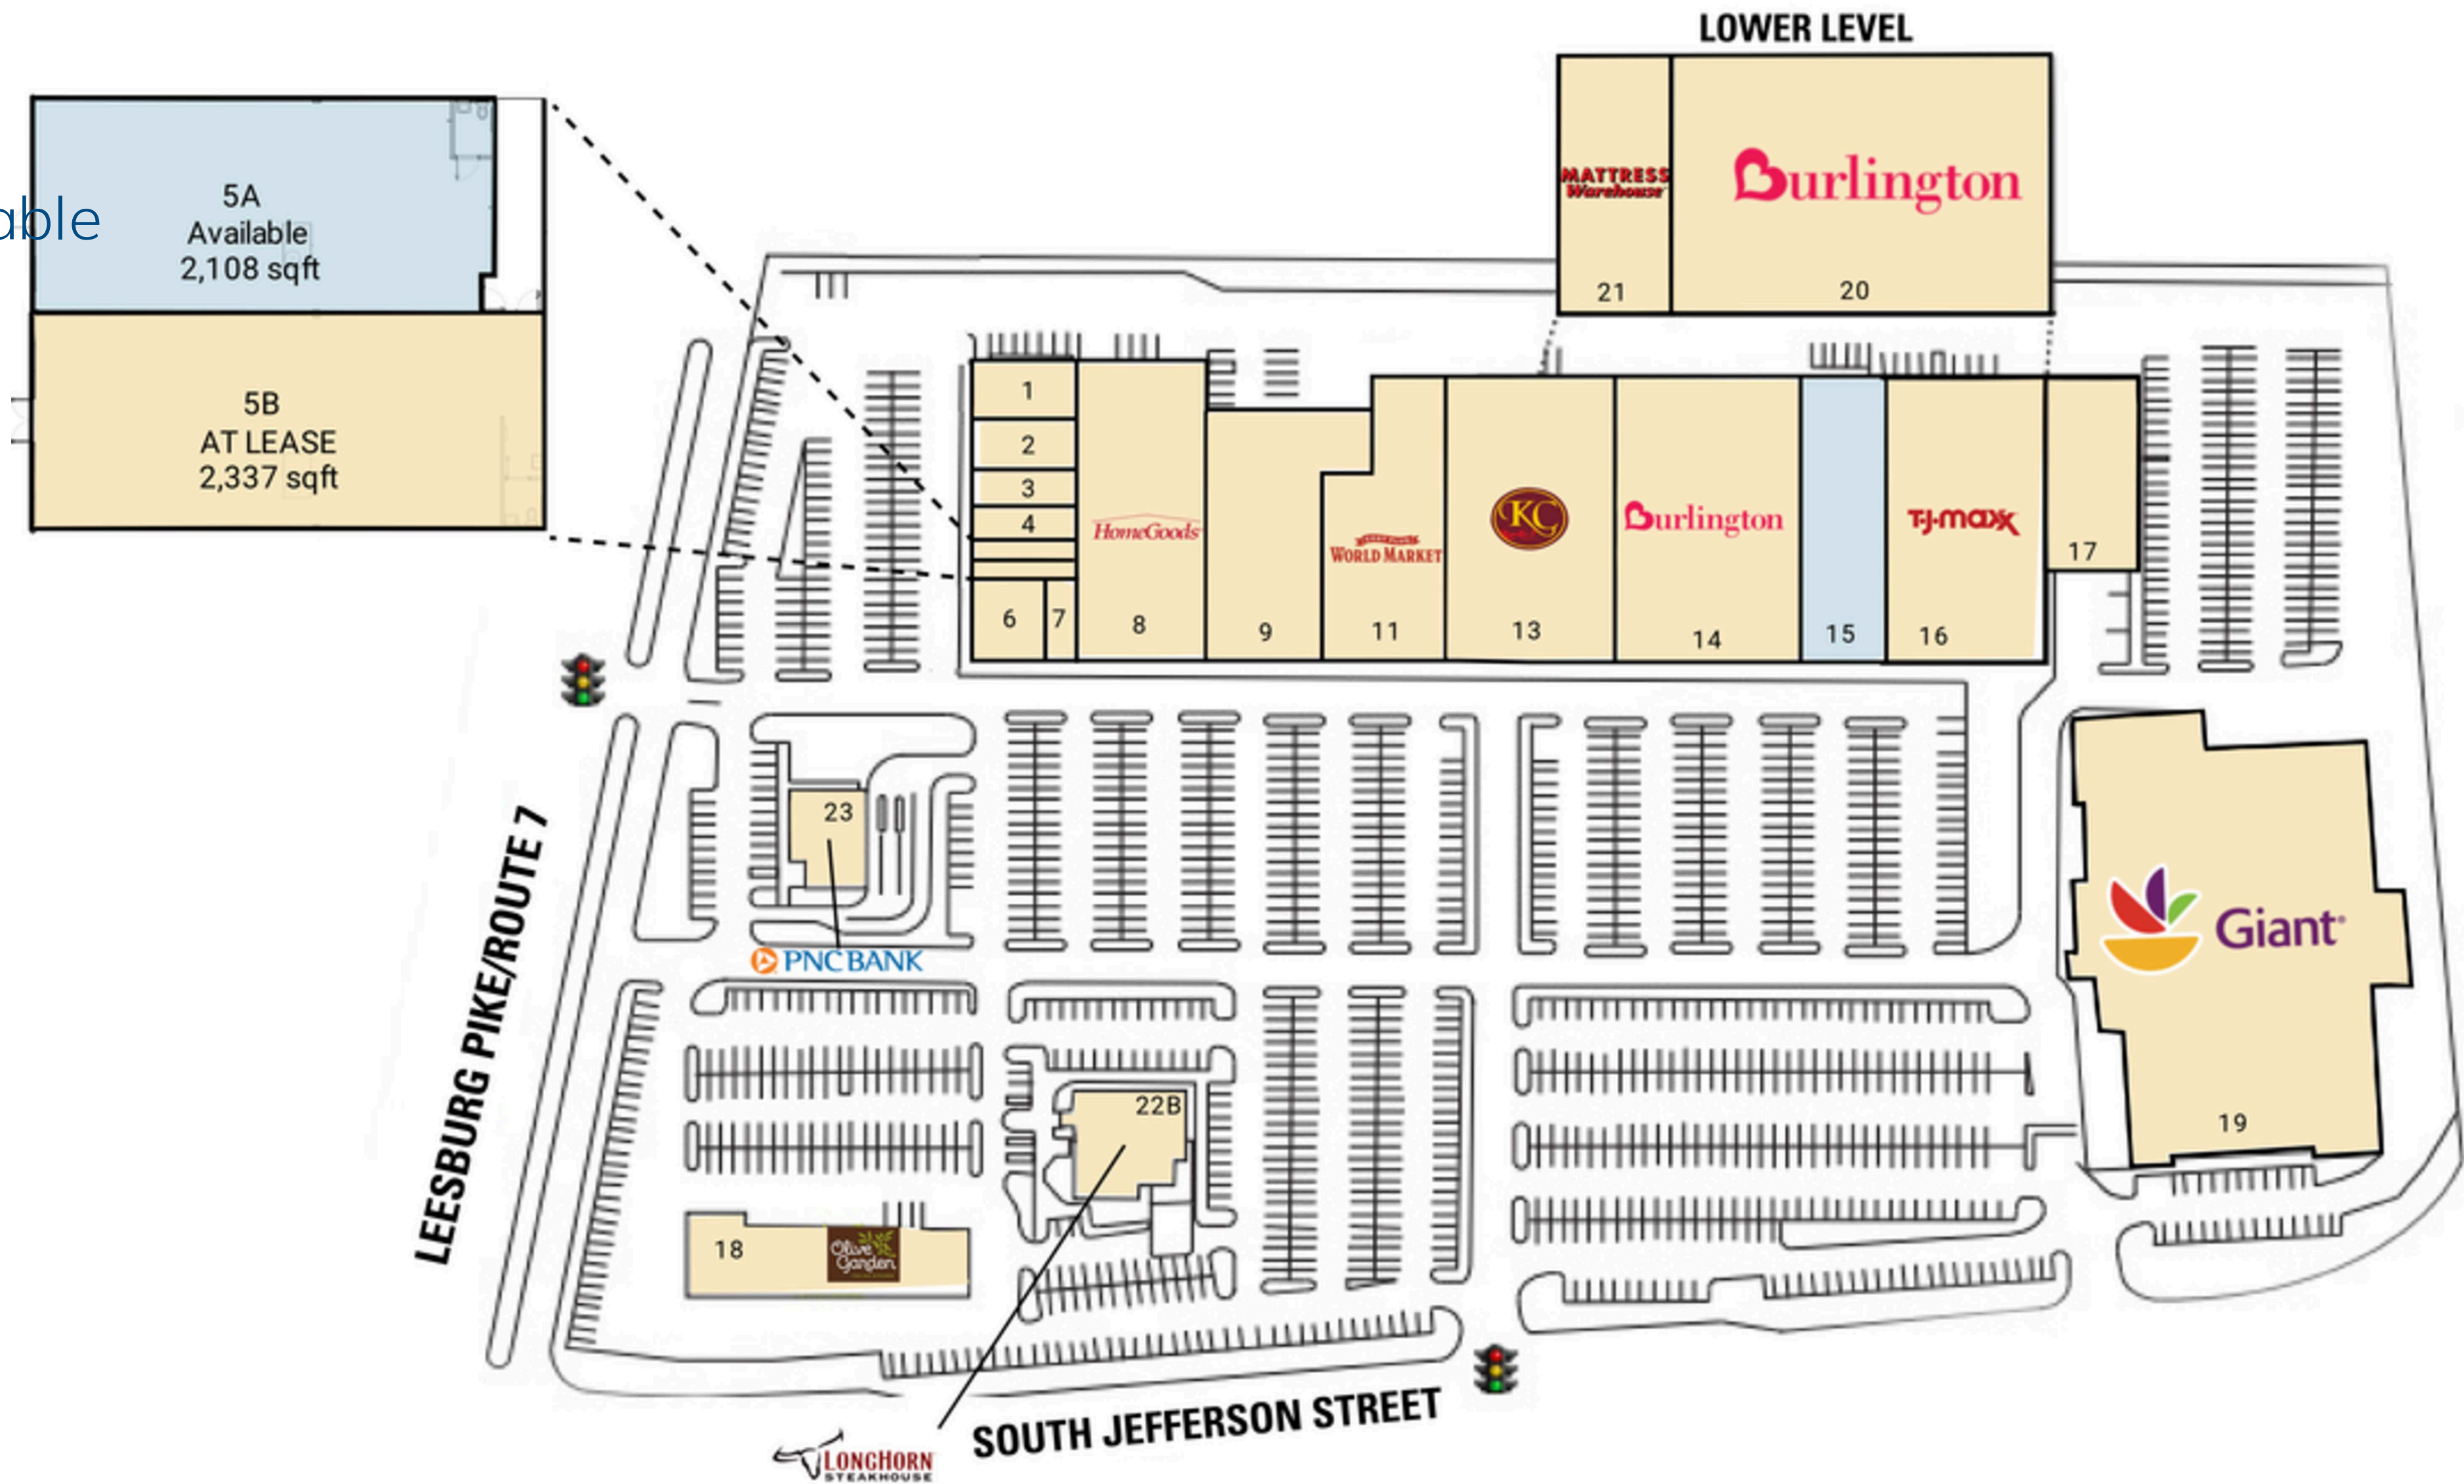 LOWER LEVEL
MATTRESS
Warehouse
21
Burlington
20
5A
Available
2,108 sqft
able
5B
AT LEASE
2,337 sqft
1
2
3
4
6
7
HomeGoods
8
9
WORLD MARKET
11
KC
13
Burlington
14
15
T.J.maxx
16
17
23
PNC BANK
LEESBURG PIKE/ROUTE 7
Giant
19
22B
18
Olive
Garden
LONGHORN
STEAKHOUSE
SOUTH JEFFERSON STREET